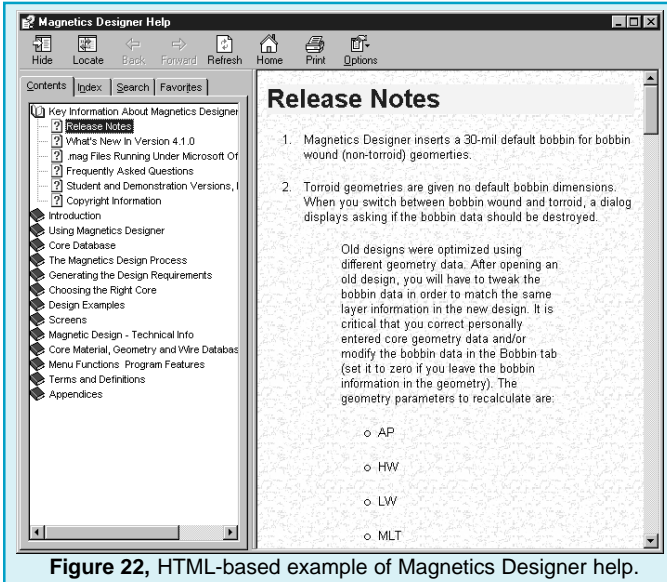 Magnetics Designer Help
Hide Locate Back Forward Refresh Home Print Options
Contents Index Search Favorites
Key Information About Magnetics Designer
Release Notes
What's New In Version 4.1.0
.mag Files Running Under Microsoft Of
Frequently Asked Questions
Student and Demonstration Versions, I
Copyright Information
Introduction
Using Magnetics Designer
Core Database
The Magnetics Design Process
Generating the Design Requirements
Choosing the Right Core
Design Examples
Screens
Magnetic Design - Technical Info
Core Material, Geometry and Wire Databas
Menu Functions Program Features
Terms and Definitions
Appendices
Release Notes
1. Magnetics Designer inserts a 30-mil default bobbin for bobbin
wound (non-torroid) geomerties.
2. Torroid geometries are given no default bobbin dimensions.
When you switch between bobbin wound and torroid, a dialog
displays asking if the bobbin data should be destroyed.
Old designs were optimized using
different geometry data. After opening an
old design, you will have to tweak the
bobbin data in order to match the same
layer information in the new design. It is
critical that you correct personally
entered core geometry data and/or
modify the bobbin data in the Bobbin tab
(set it to zero if you leave the bobbin
information in the geometry). The
geometry parameters to recalculate are:
o AP
o HW
o LW
o MLT
Figure 22, HTML-based example of Magnetics Designer help.